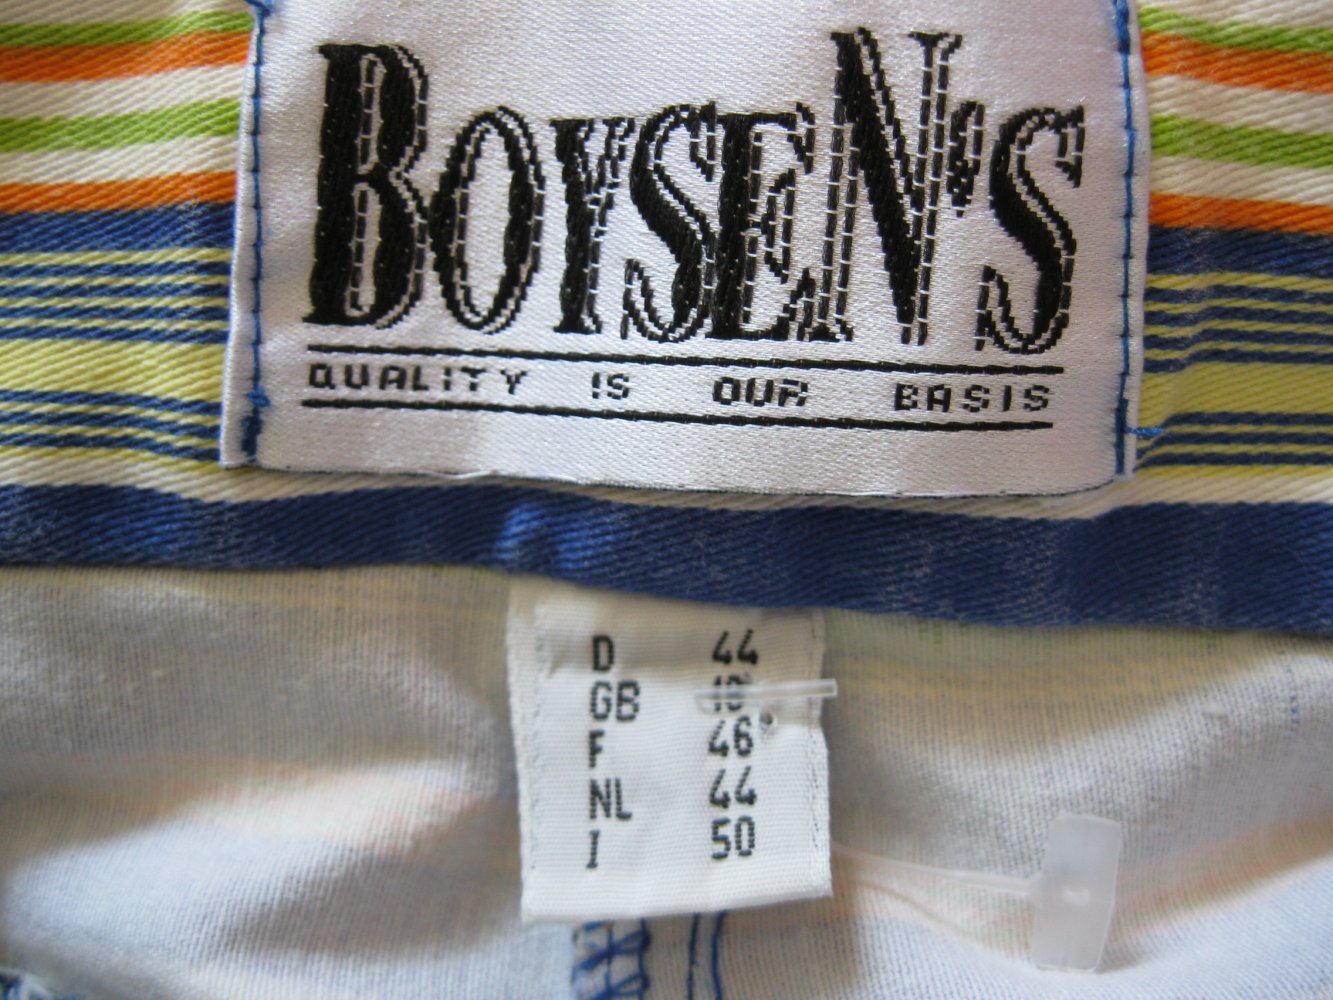 BOYSEN'S
QUALITY IS OUR BASIS
D 44
GB
F 46
NL 44
I 50